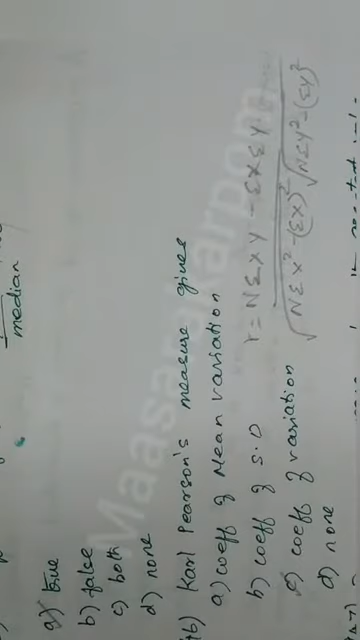 median
a) true
b) false
c) both
d) none
16) Karl Pearson's measure gives
a) coeff of Mean variation
b) coeff of S.D
c) coeff of variation
d) none
r = NΣXY - ΣXΣY
√NΣX² - (ΣX)² √NΣY² - (ΣY)²
Maasakarpom